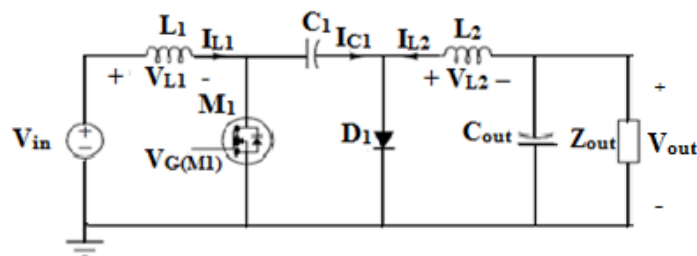 L1 IL1 C1 IC1 IL2 L2
+ VL1 - + VL2 –
M1
Vin + − VG(M1) D1 Cout Zout + Vout -